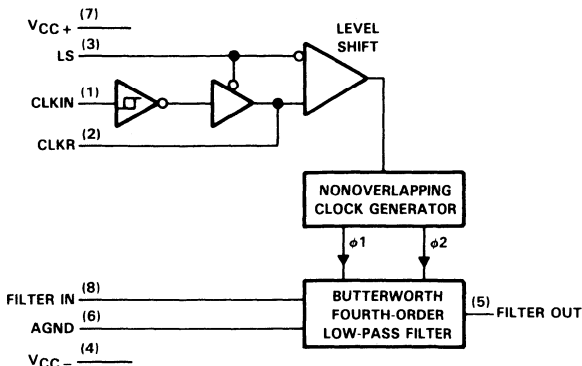 VCC+ (7)
LS (3)
LEVEL
SHIFT
CLKIN (1)
CLKR (2)
NONOVERLAPPING
CLOCK GENERATOR
φ1
φ2
FILTER IN (8)
AGND (6)
BUTTERWORTH
FOURTH-ORDER
LOW-PASS FILTER
(5) FILTER OUT
VCC− (4)